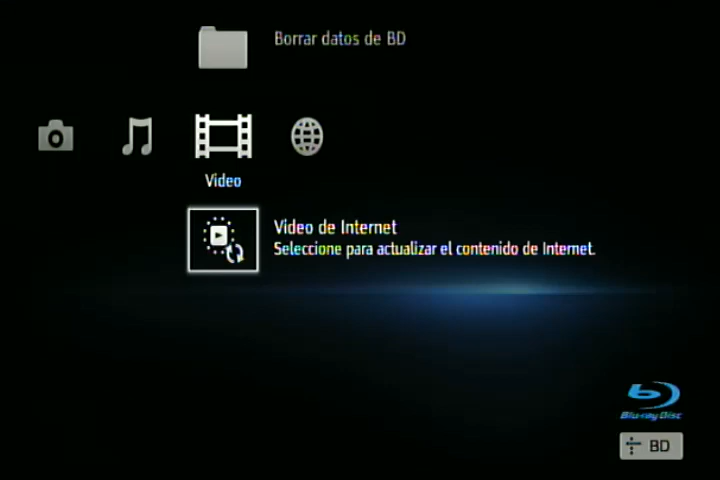 Borrar datos de BD
Video
Video de Internet
Seleccione para actualizar el contenido de Internet.
Blu-ray Disc
BD